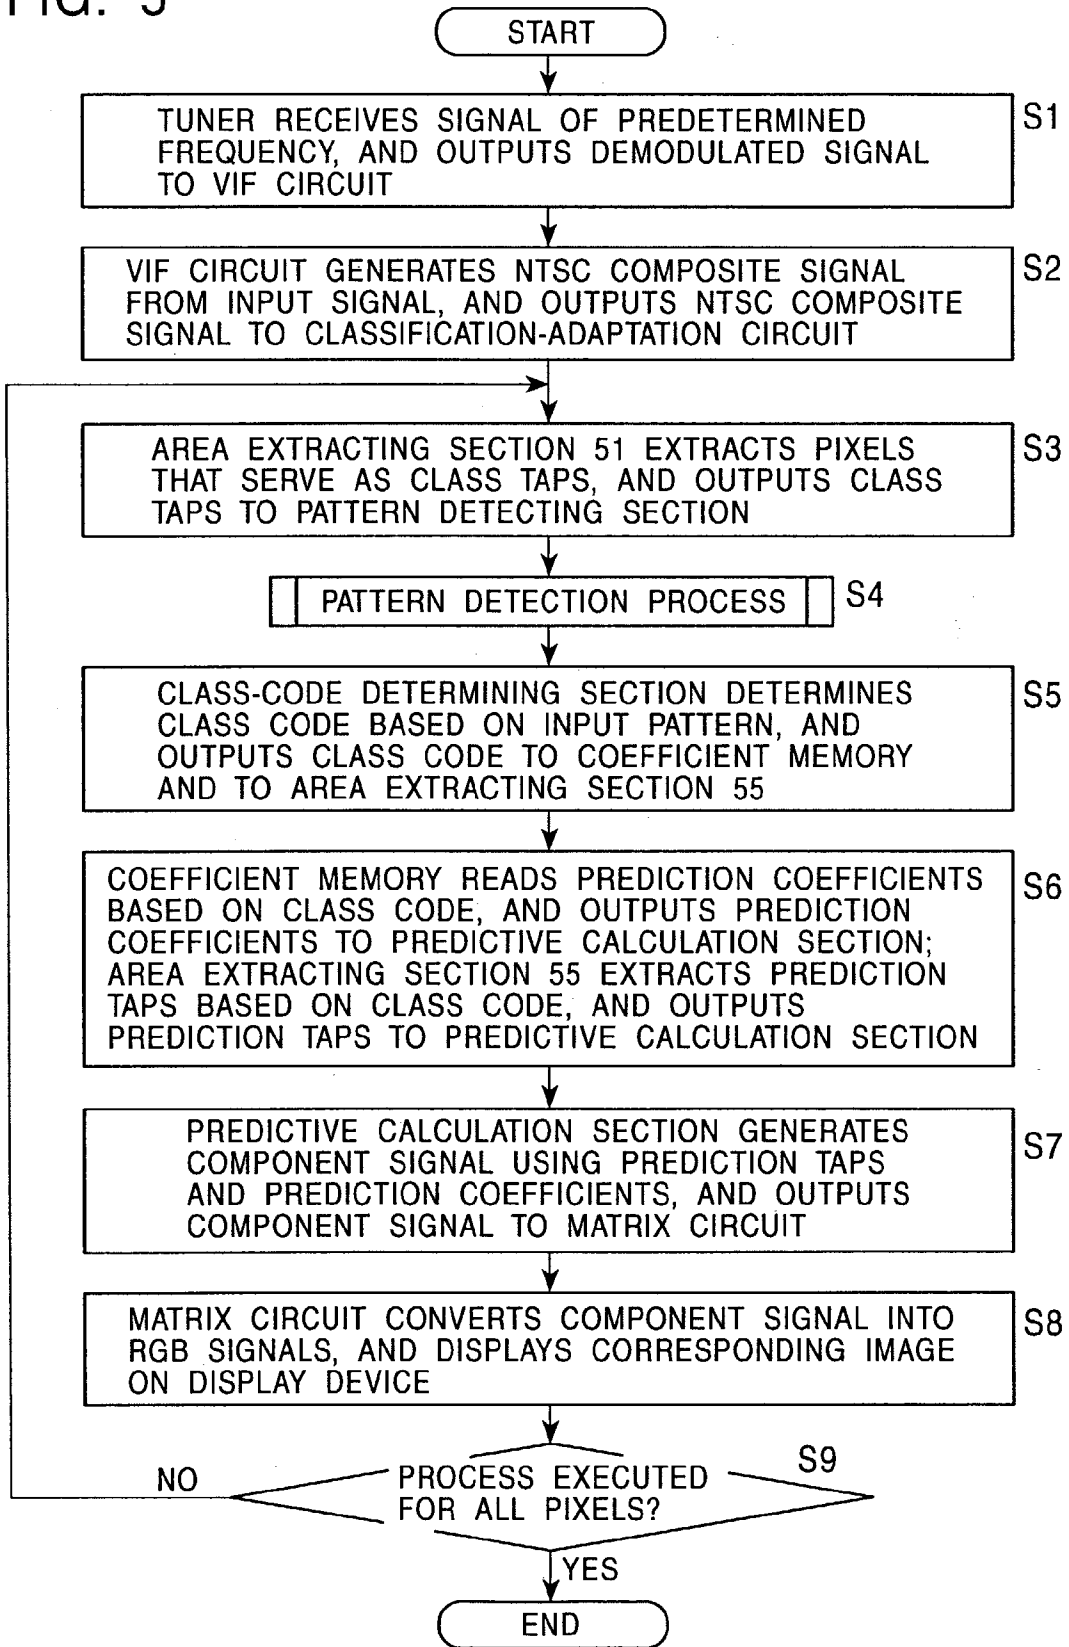 START
TUNER RECEIVES SIGNAL OF PREDETERMINED
FREQUENCY, AND OUTPUTS DEMODULATED SIGNAL
TO VIF CIRCUIT
S1
VIF CIRCUIT GENERATES NTSC COMPOSITE SIGNAL
FROM INPUT SIGNAL, AND OUTPUTS NTSC COMPOSITE
SIGNAL TO CLASSIFICATION-ADAPTATION CIRCUIT
S2
AREA EXTRACTING SECTION 51 EXTRACTS PIXELS
THAT SERVE AS CLASS TAPS, AND OUTPUTS CLASS
TAPS TO PATTERN DETECTING SECTION
S3
PATTERN DETECTION PROCESS
S4
CLASS-CODE DETERMINING SECTION DETERMINES
CLASS CODE BASED ON INPUT PATTERN, AND
OUTPUTS CLASS CODE TO COEFFICIENT MEMORY
AND TO AREA EXTRACTING SECTION 55
S5
COEFFICIENT MEMORY READS PREDICTION COEFFICIENTS
BASED ON CLASS CODE, AND OUTPUTS PREDICTION
COEFFICIENTS TO PREDICTIVE CALCULATION SECTION;
AREA EXTRACTING SECTION 55 EXTRACTS PREDICTION
TAPS BASED ON CLASS CODE, AND OUTPUTS
PREDICTION TAPS TO PREDICTIVE CALCULATION SECTION
S6
PREDICTIVE CALCULATION SECTION GENERATES
COMPONENT SIGNAL USING PREDICTION TAPS
AND PREDICTION COEFFICIENTS, AND OUTPUTS
COMPONENT SIGNAL TO MATRIX CIRCUIT
S7
MATRIX CIRCUIT CONVERTS COMPONENT SIGNAL INTO
RGB SIGNALS, AND DISPLAYS CORRESPONDING IMAGE
ON DISPLAY DEVICE
S8
NO
PROCESS EXECUTED
FOR ALL PIXELS?
S9
YES
END